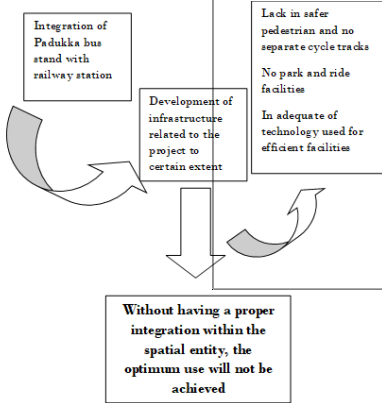 Integration of
Padukka bus
stand with
railway station
Development of
infrastructure
related to the
project to
certain extent
Lack in safer
pedestrian and no
separate cycle tracks
No park and ride
facilities
In adequate of
technology used for
efficient facilities
Without having a proper
integration within the
spatial entity, the
optimum use will not be
achieved